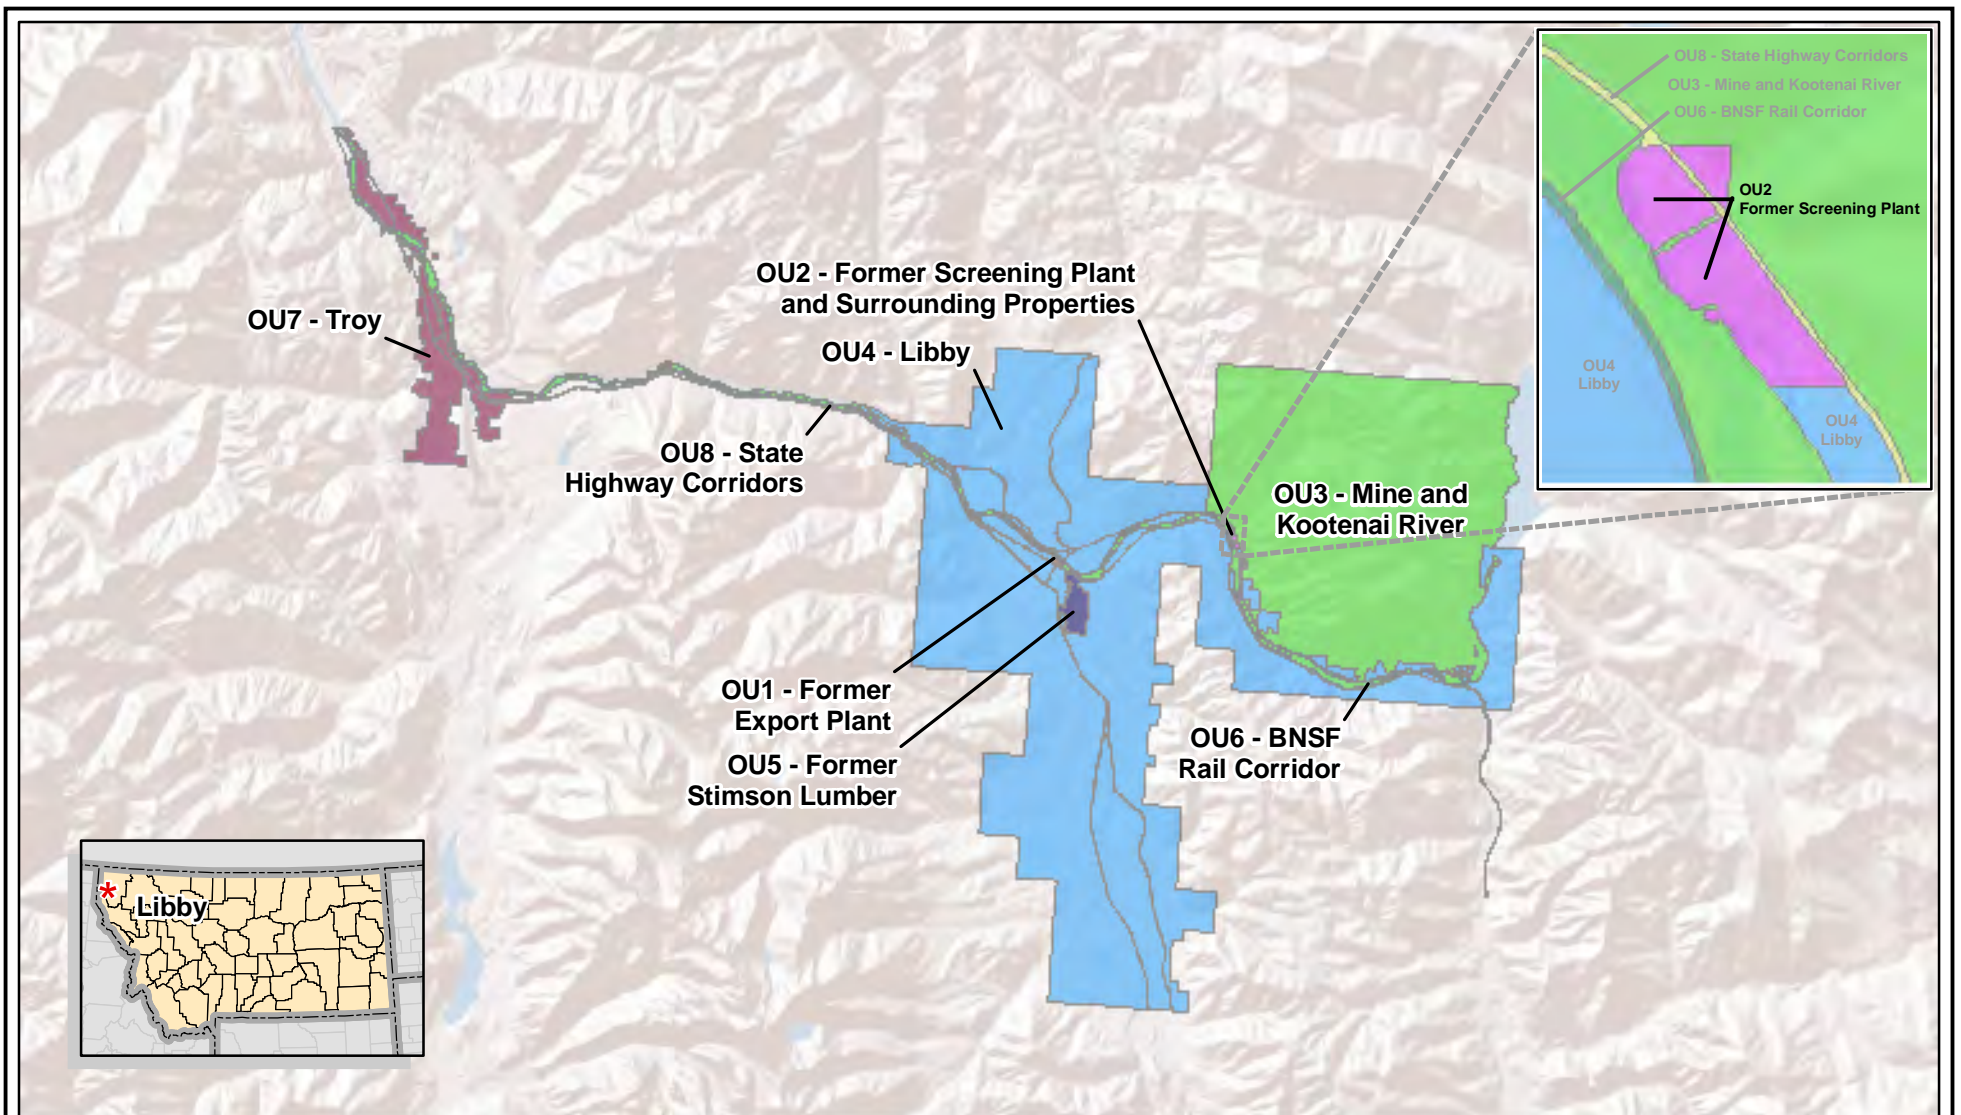 OU8 - State Highway Corridors
OU3 - Mine and Kootenai River
OU6 - BNSF Rail Corridor
OU2
Former Screening Plant
OU4
Libby
OU4
Libby
OU2 - Former Screening Plant
and Surrounding Properties
OU7 - Troy
OU4 - Libby
OU8 - State
Highway Corridors
OU3 - Mine and
Kootenai River
OU1 - Former
Export Plant
OU5 - Former
Stimson Lumber
OU6 - BNSF
Rail Corridor
*
Libby